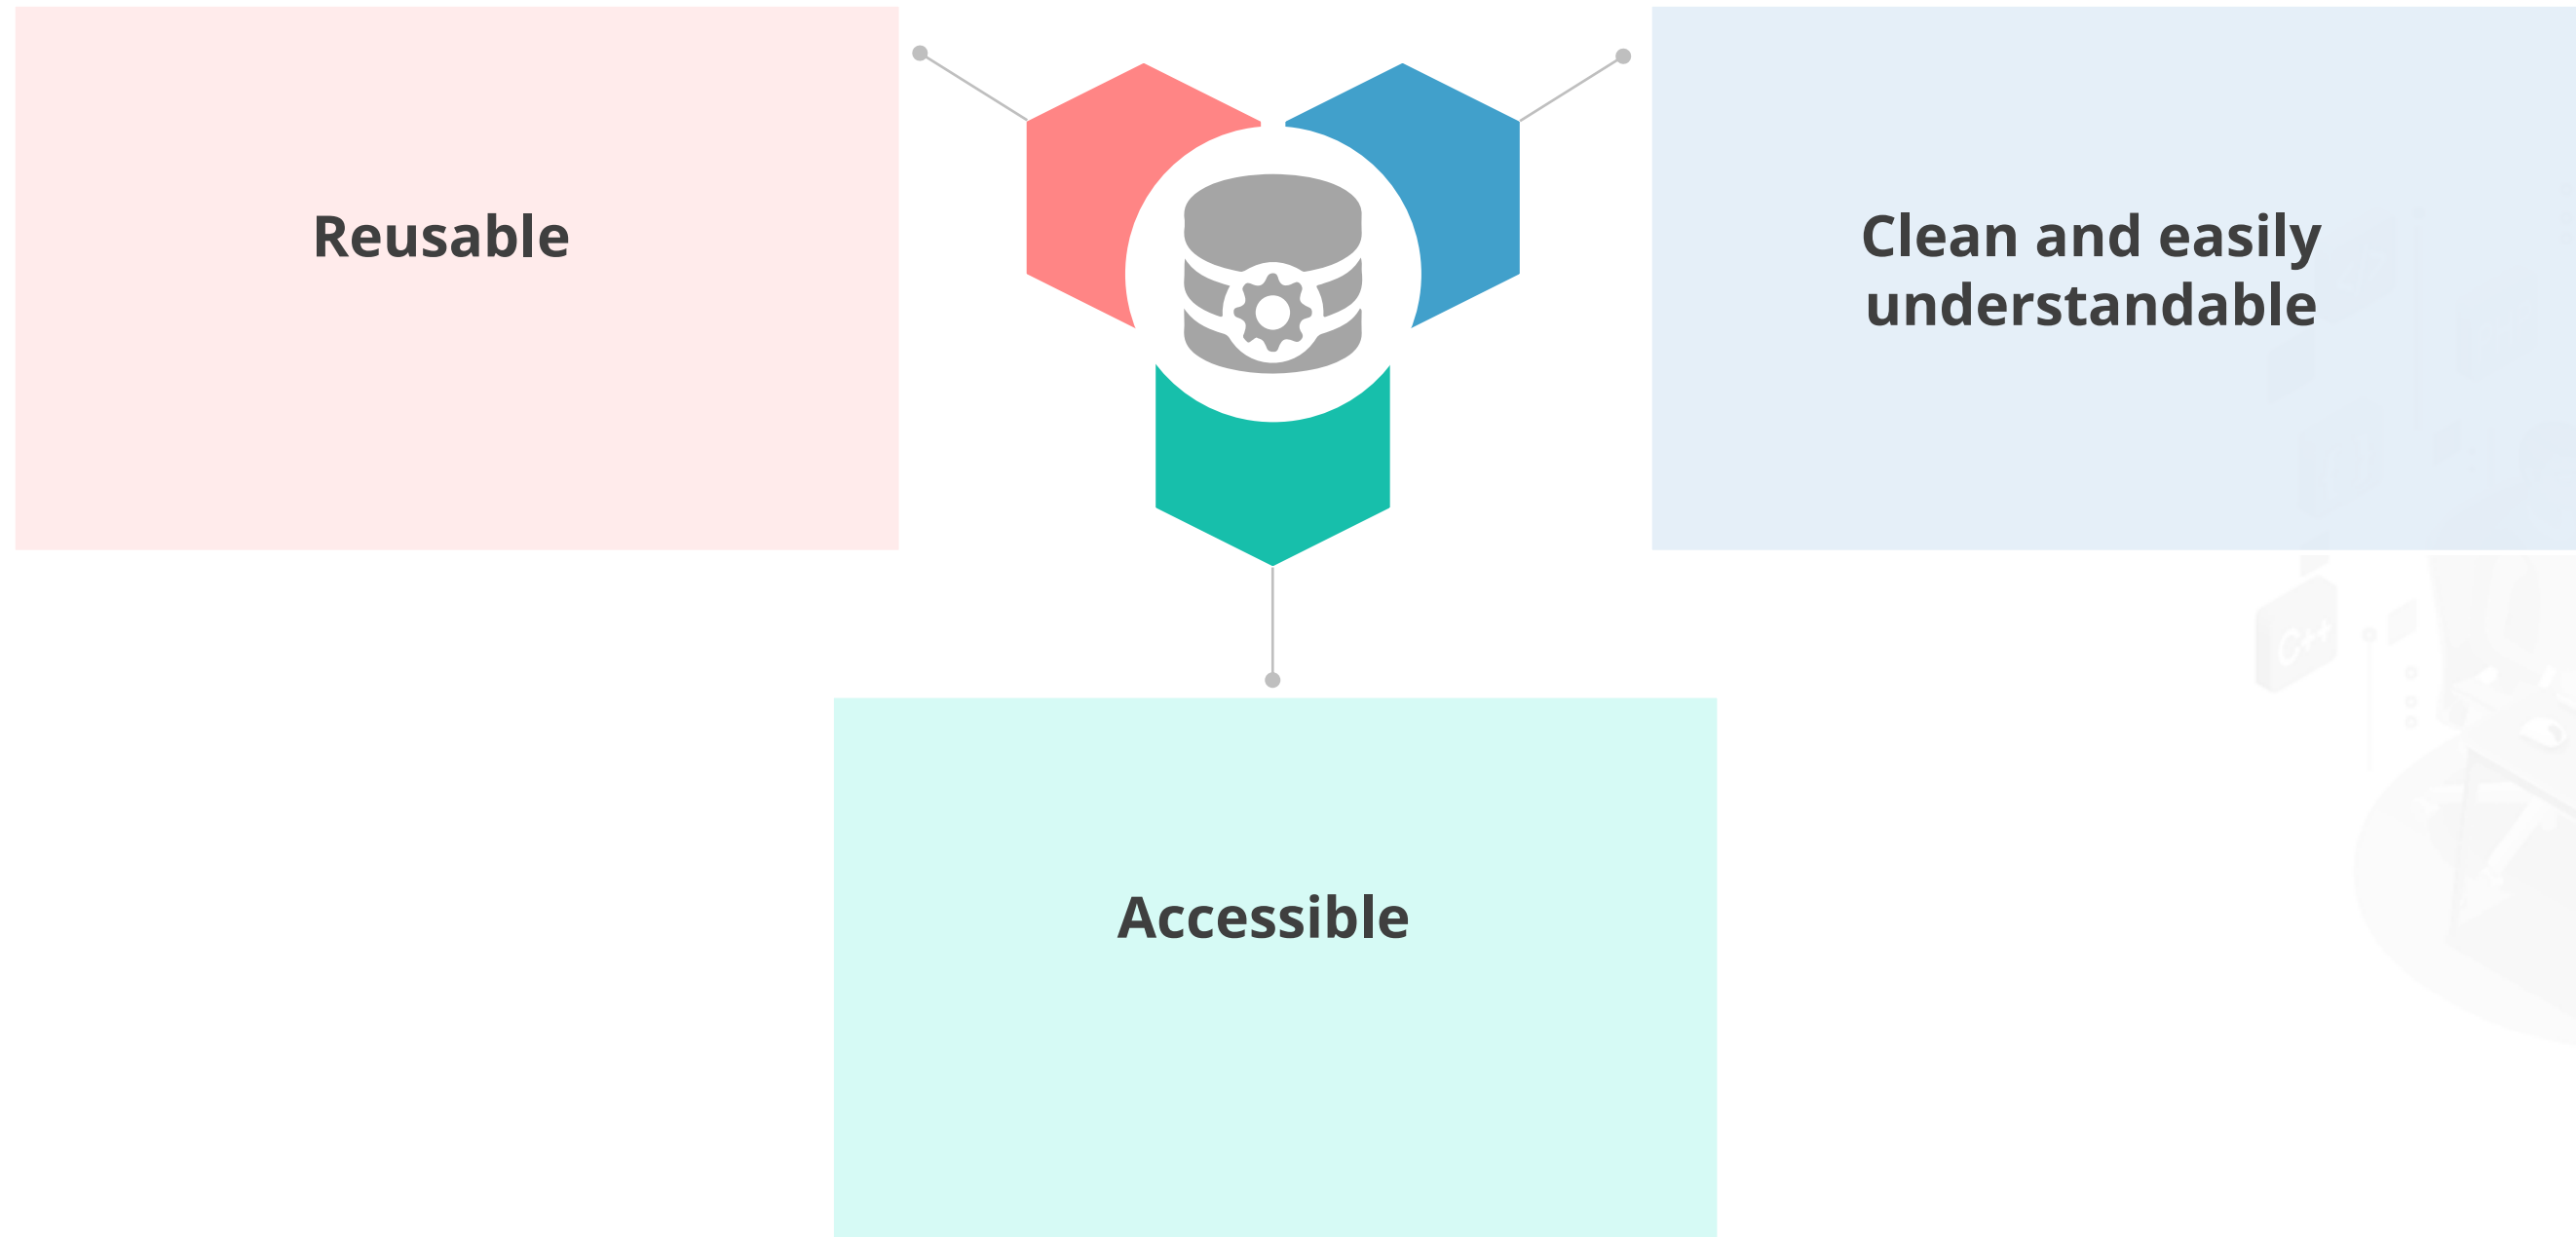 Reusable
Clean and easily
understandable
Accessible
C++